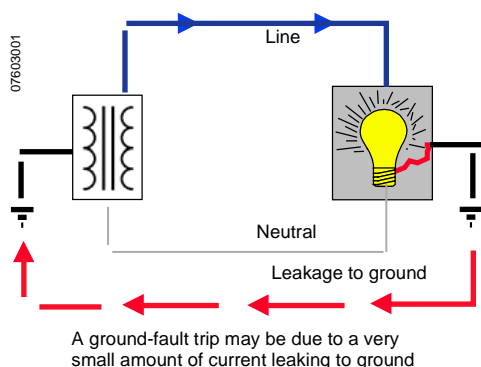 07603001
Line
Neutral
Leakage to ground
A ground-fault trip may be due to a very
small amount of current leaking to ground